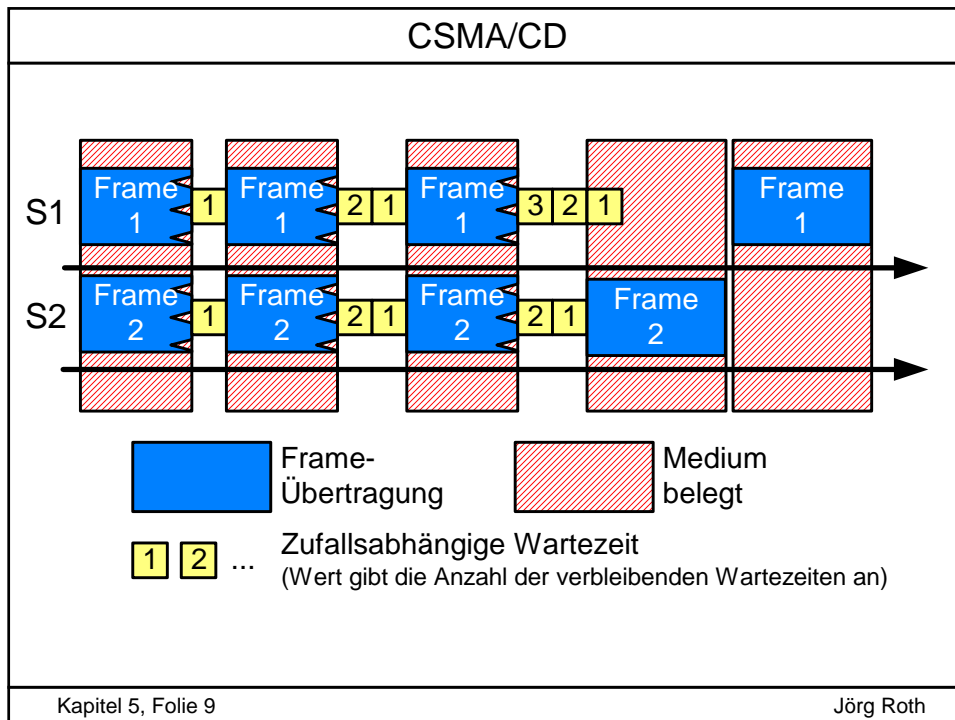 CSMA/CD
S1
Frame
1
1
Frame
1
2 1
Frame
1
3 2 1
Frame
1
S2
Frame
2
1
Frame
2
2 1
Frame
2
2 1
Frame
2
Frame-
Übertragung
Medium
belegt
1 2 ...
Zufallsabhängige Wartezeit
(Wert gibt die Anzahl der verbleibenden Wartezeiten an)
Kapitel 5, Folie 9
Jörg Roth